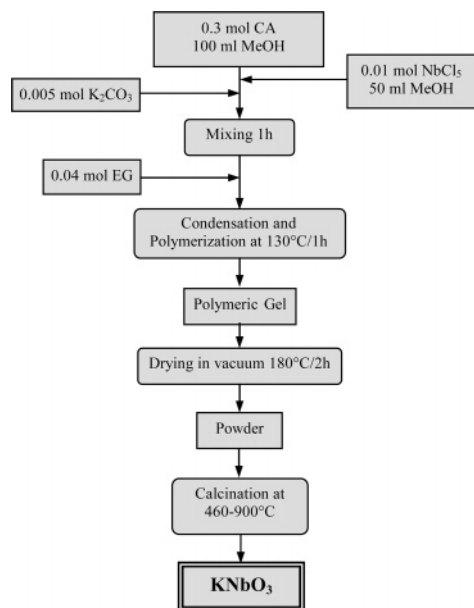 0.3 mol CA
100 ml MeOH
0.01 mol NbCl₅
50 ml MeOH
0.005 mol K₂CO₃
Mixing 1h
0.04 mol EG
Condensation and
Polymerization at 130°C/1h
Polymeric Gel
Drying in vacuum 180°C/2h
Powder
Calcination at
460-900°C
KNbO₃